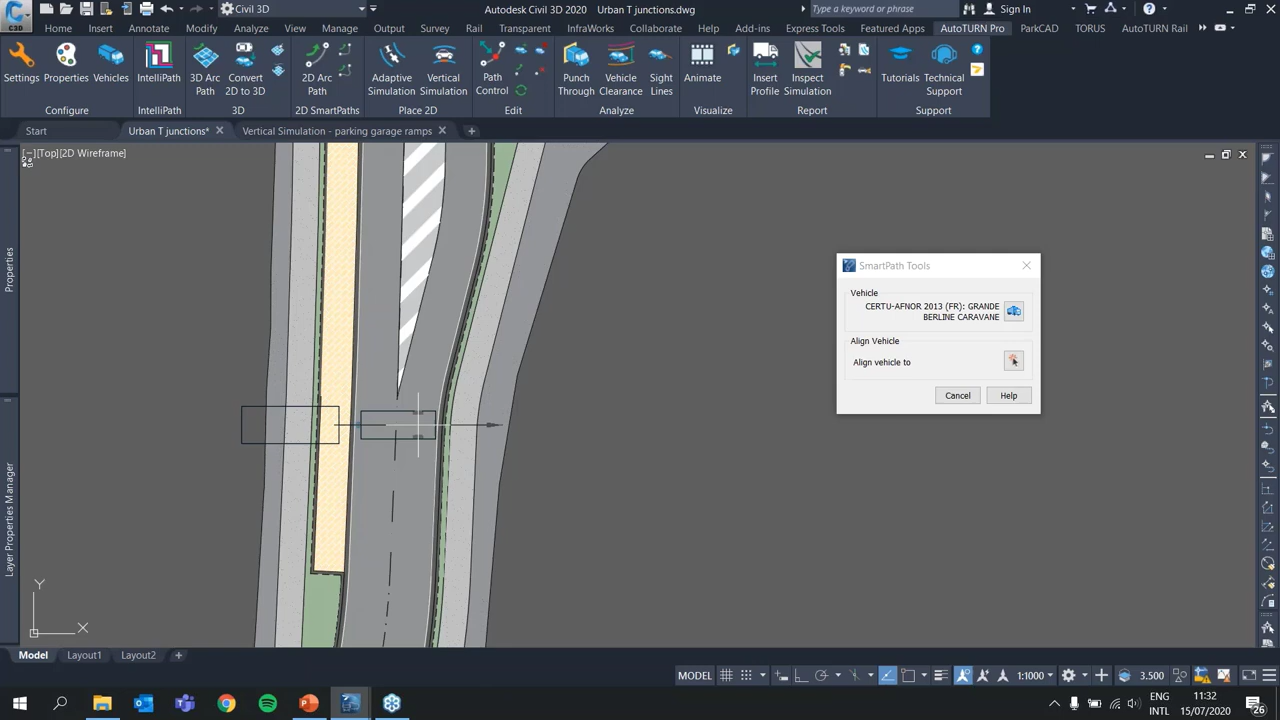 Civil 3D
Autodesk Civil 3D 2020 Urban T junctions.dwg
Type a keyword or phrase
Sign In
C3D
Home Insert Annotate Modify Analyze View Manage Output Survey Rail Transparent InfraWorks Collaborate Help Add-ins Express Tools Featured Apps AutoTURN Pro ParkCAD TORUS AutoTURN Rail
Settings Properties Vehicles
Configure
IntelliPath
IntelliPath
3D Arc Path
Convert 2D to 3D
3D
2D Arc Path
2D SmartPaths
Adaptive Simulation
Vertical Simulation
Place 2D
Path Control
Edit
Punch Through
Vehicle Clearance
Sight Lines
Analyze
Animate
Visualize
Insert Profile
Inspect Simulation
Report
Tutorials
Technical Support
Support
Start Urban T junctions* Vertical Simulation - parking garage ramps
[−][Top][2D Wireframe]
Properties
Layer Properties Manager
SmartPath Tools
Vehicle
CERTU-AFNOR 2013 (FR): GRANDE
BERLINE CARAVANE
Align Vehicle
Align vehicle to
Cancel Help
Y
X
Model Layout1 Layout2
MODEL 1:1000 3.500
ENG
INTL
11:32
15/07/2020
26